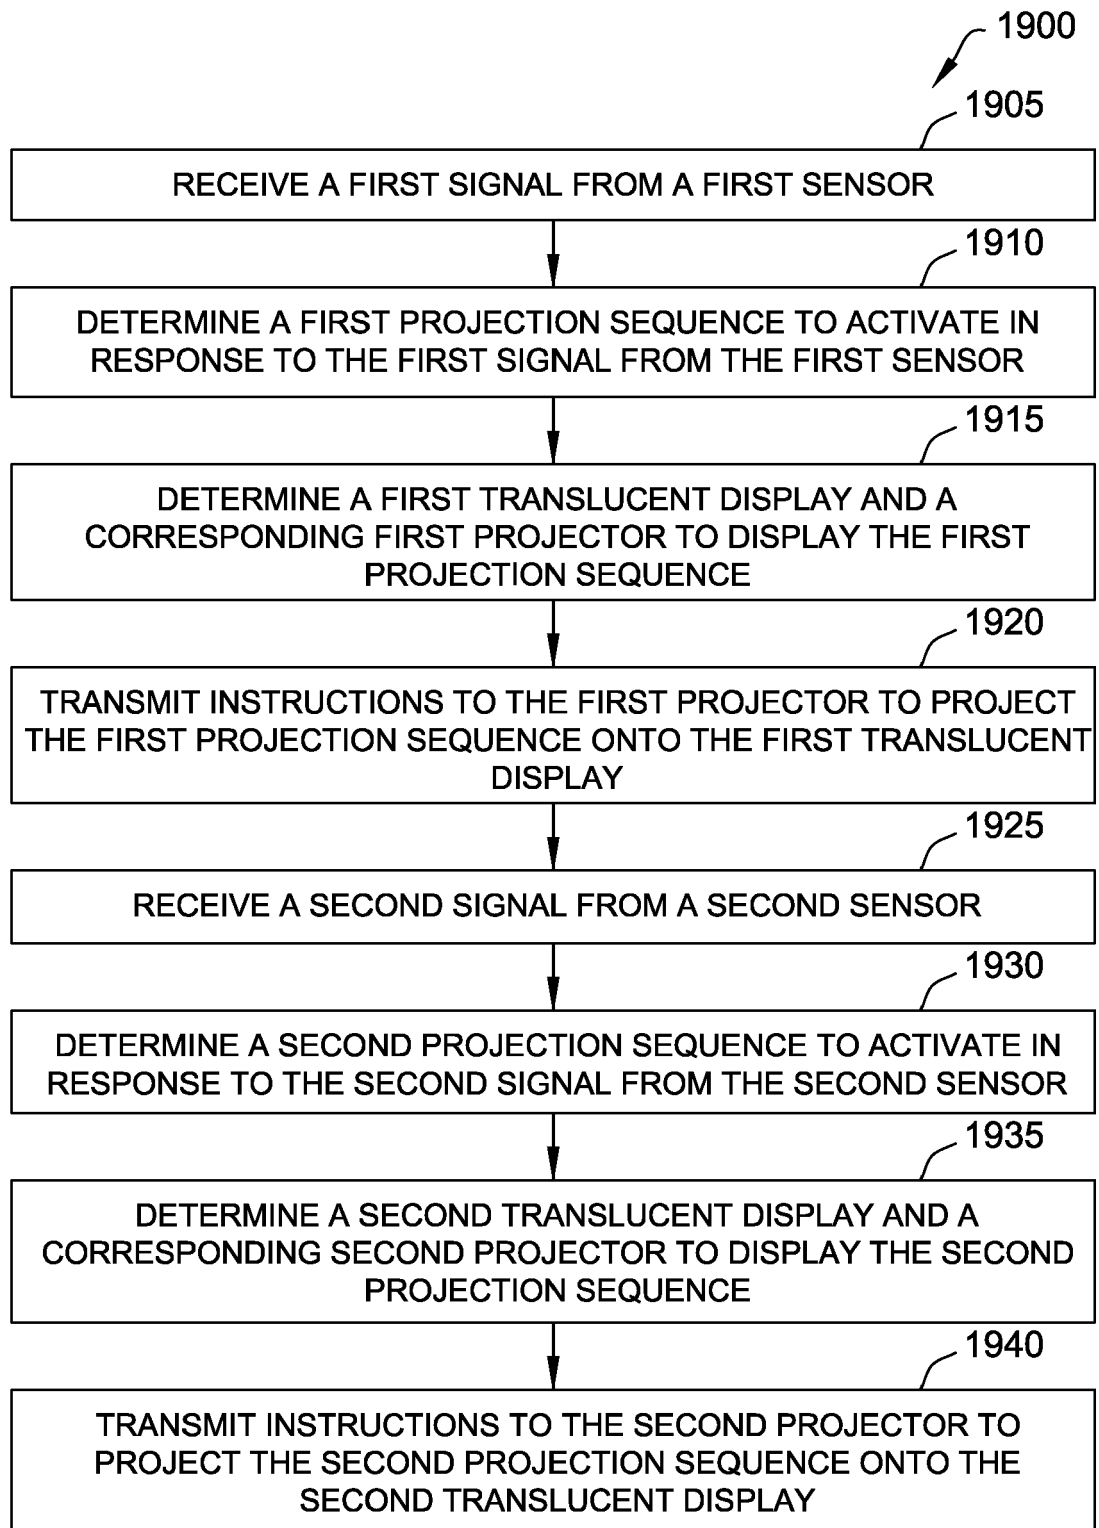 1900
1905
RECEIVE A FIRST SIGNAL FROM A FIRST SENSOR
1910
DETERMINE A FIRST PROJECTION SEQUENCE TO ACTIVATE IN
RESPONSE TO THE FIRST SIGNAL FROM THE FIRST SENSOR
1915
DETERMINE A FIRST TRANSLUCENT DISPLAY AND A
CORRESPONDING FIRST PROJECTOR TO DISPLAY THE FIRST
PROJECTION SEQUENCE
1920
TRANSMIT INSTRUCTIONS TO THE FIRST PROJECTOR TO PROJECT
THE FIRST PROJECTION SEQUENCE ONTO THE FIRST TRANSLUCENT
DISPLAY
1925
RECEIVE A SECOND SIGNAL FROM A SECOND SENSOR
1930
DETERMINE A SECOND PROJECTION SEQUENCE TO ACTIVATE IN
RESPONSE TO THE SECOND SIGNAL FROM THE SECOND SENSOR
1935
DETERMINE A SECOND TRANSLUCENT DISPLAY AND A
CORRESPONDING SECOND PROJECTOR TO DISPLAY THE SECOND
PROJECTION SEQUENCE
1940
TRANSMIT INSTRUCTIONS TO THE SECOND PROJECTOR TO
PROJECT THE SECOND PROJECTION SEQUENCE ONTO THE
SECOND TRANSLUCENT DISPLAY